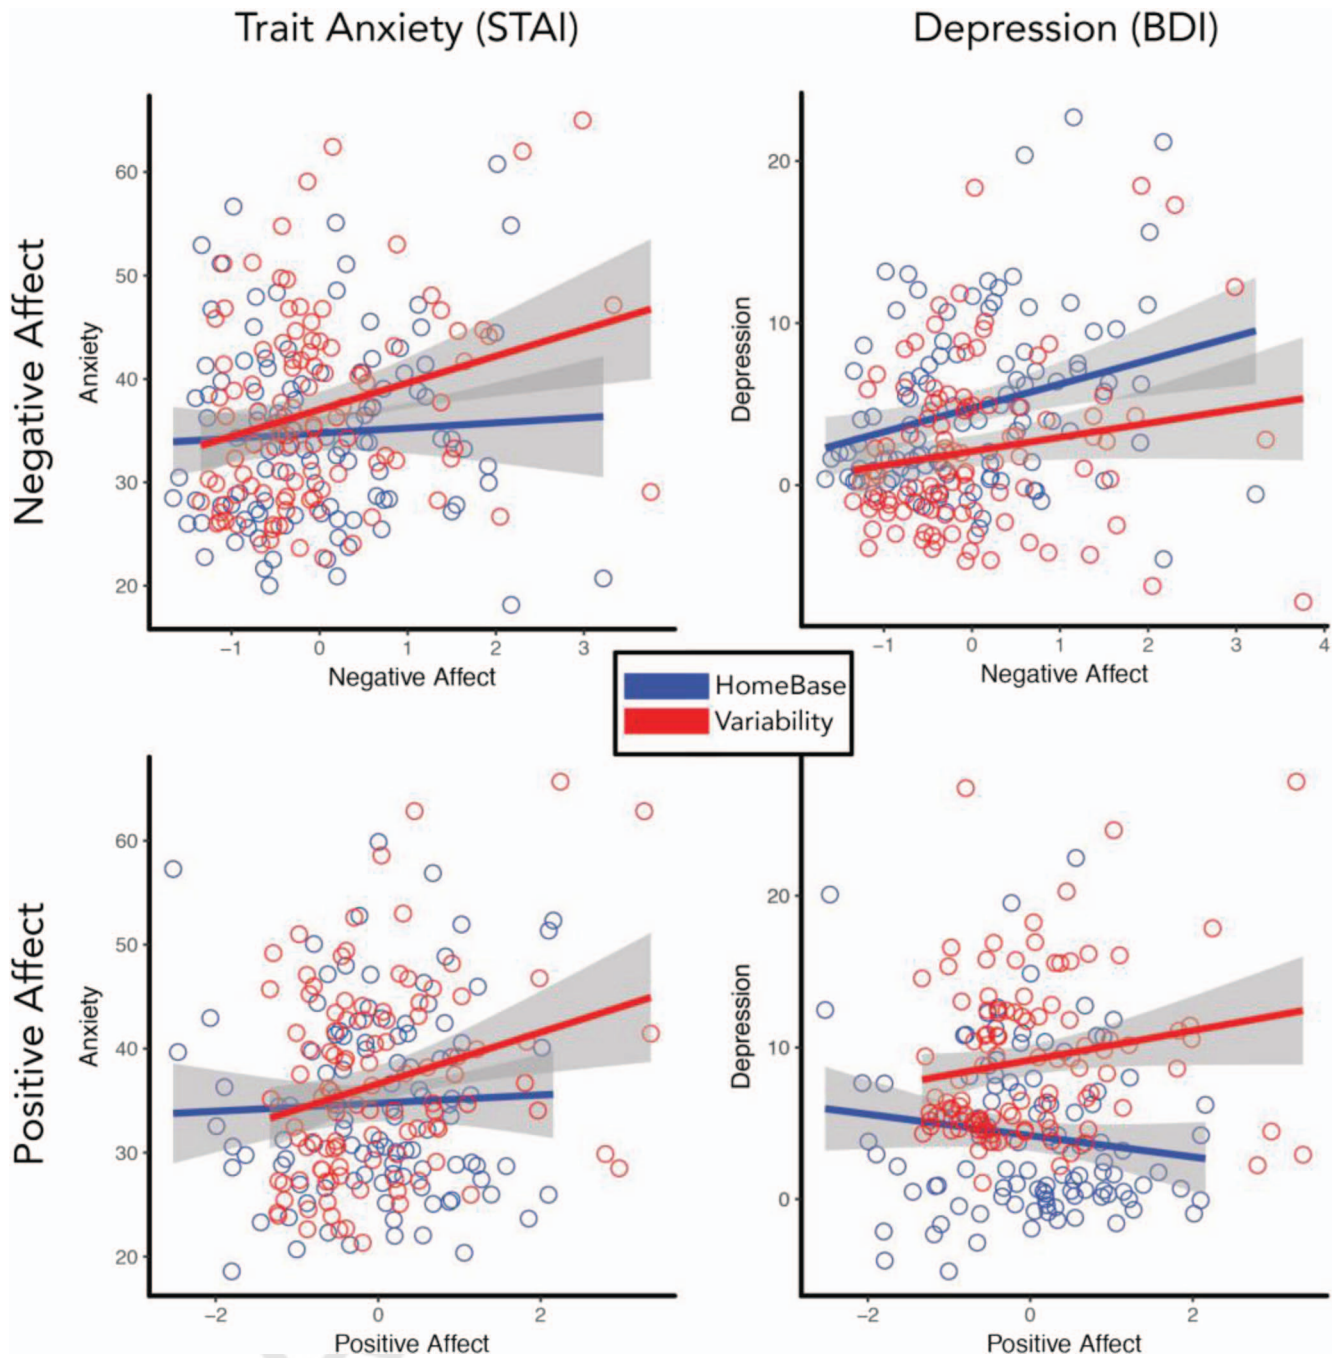 Trait Anxiety (STAI)
Depression (BDI)
Negative Affect
Anxiety
60
50
40
30
20
−1 0 1 2 3
Negative Affect
Depression
20
10
0
−1 0 1 2 3 4
Negative Affect
HomeBase
Variability
Positive Affect
Anxiety
60
50
40
30
20
−2 0 2
Positive Affect
Depression
20
10
0
−2 0 2
Positive Affect